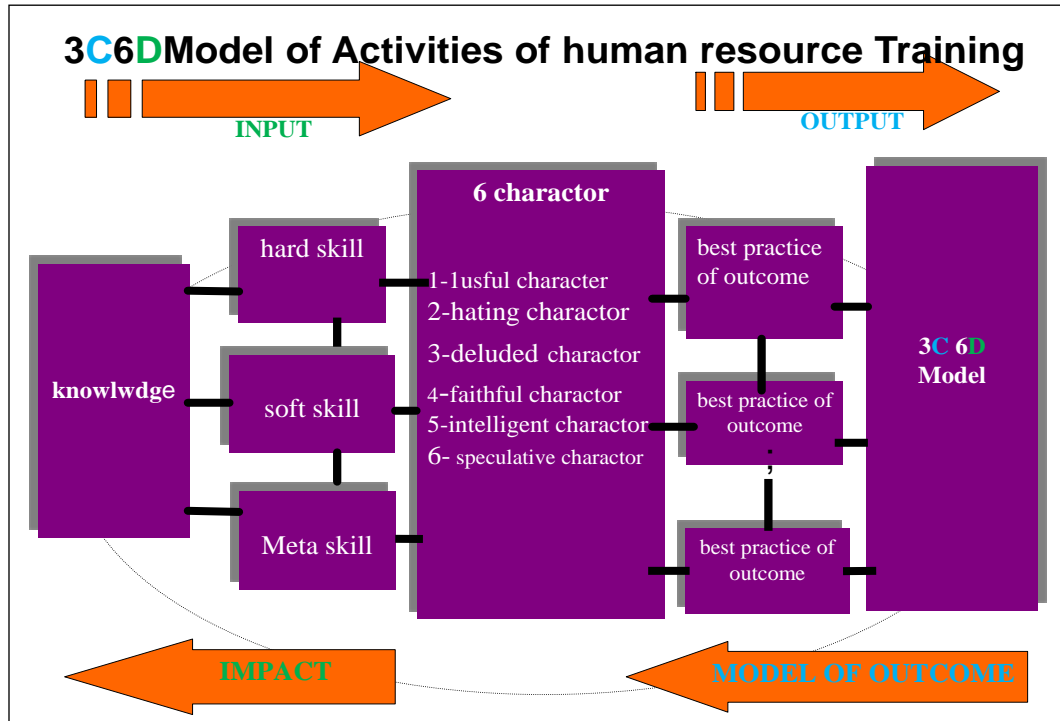 3C6DModel of Activities of human resource Training
INPUT
OUTPUT
knowlwdge
hard skill
soft skill
Meta skill
6 charactor
1-1usful character
2-hating charactor
3-deluded charactor
4-faithful charactor
5-intelligent charactor
6- speculative charactor
best practice
of outcome
best practice of
outcome
;
best practice of
outcome
3C 6D
Model
IMPACT
MODEL OF OUTCOME